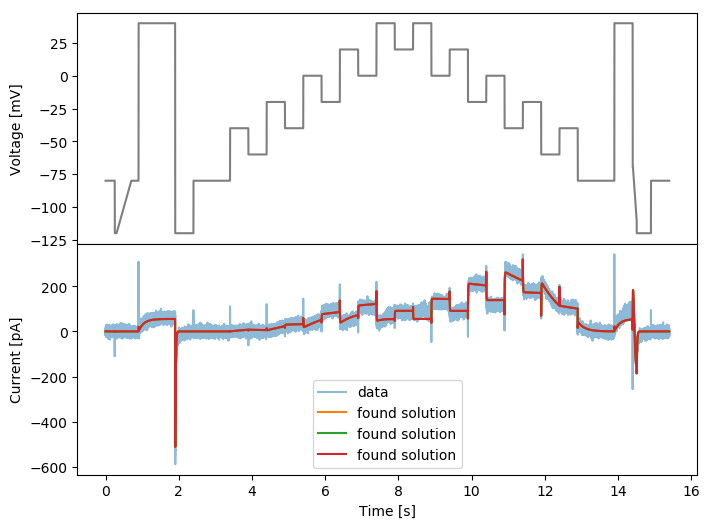 25
0
−25
−50
−75
−100
−125
Voltage [mV]
200
0
−200
−400
−600
Current [pA]
data
found solution
found solution
found solution
0 2 4 6 8 10 12 14 16
Time [s]